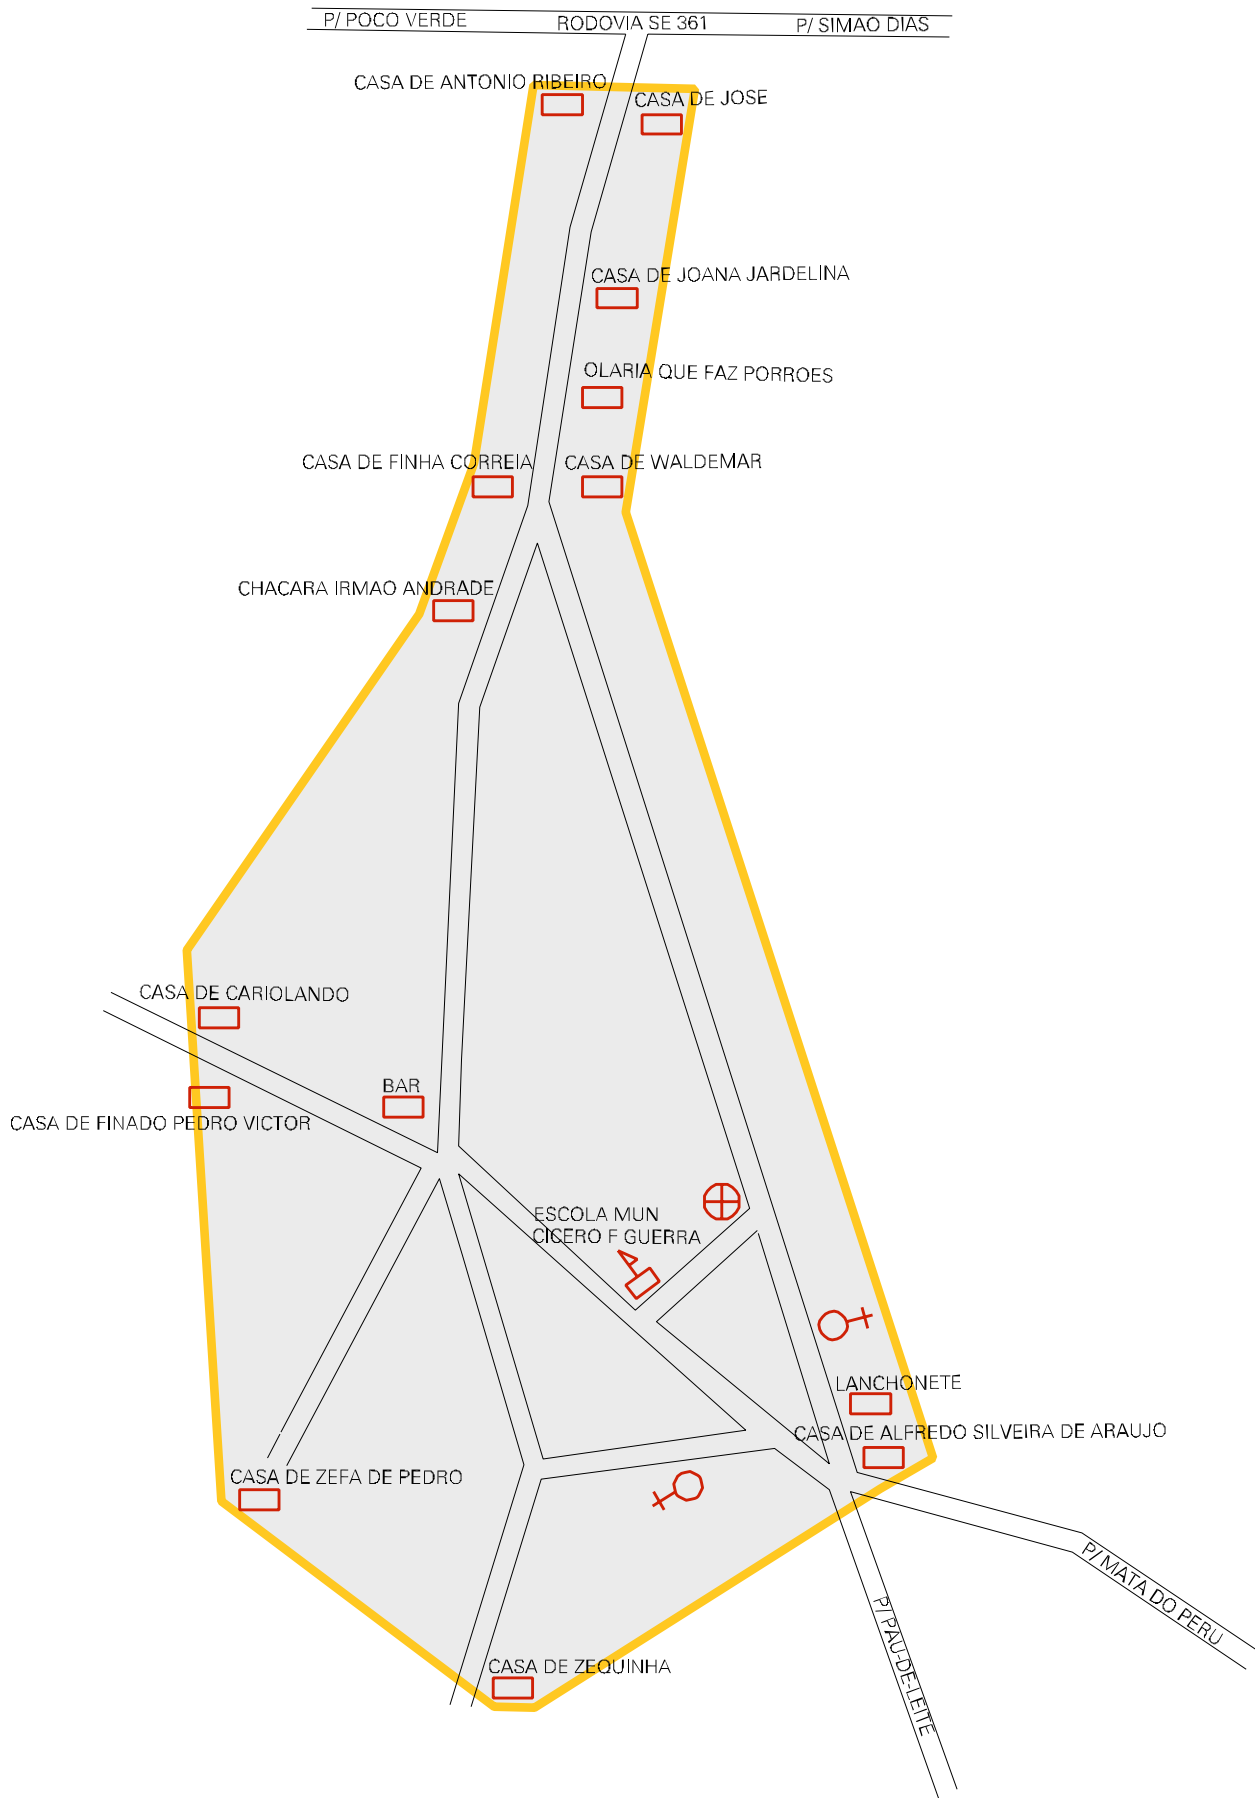 P/ POCO VERDE
RODOVIA SE 361
P/ SIMAO DIAS
CASA DE ANTONIO RIBEIRO
CASA DE JOSE
CASA DE JOANA JARDELINA
OLARIA QUE FAZ PORROES
CASA DE FINHA CORREIA
CASA DE WALDEMAR
CHACARA IRMAO ANDRADE
CASA DE CARIOLANDO
BAR
CASA DE FINADO PEDRO VICTOR
ESCOLA MUN
CICERO F GUERRA
LANCHONETE
CASA DE ALFREDO SILVEIRA DE ARAUJO
CASA DE ZEFA DE PEDRO
P/ MATA DO PERU
P/ PAU-DE-LEITE
CASA DE ZEQUINHA